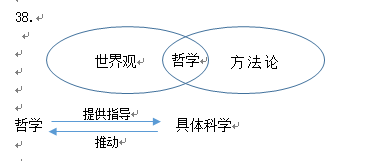 38.
世界观 哲学 方法论
提供指导
哲学 具体科学
推动